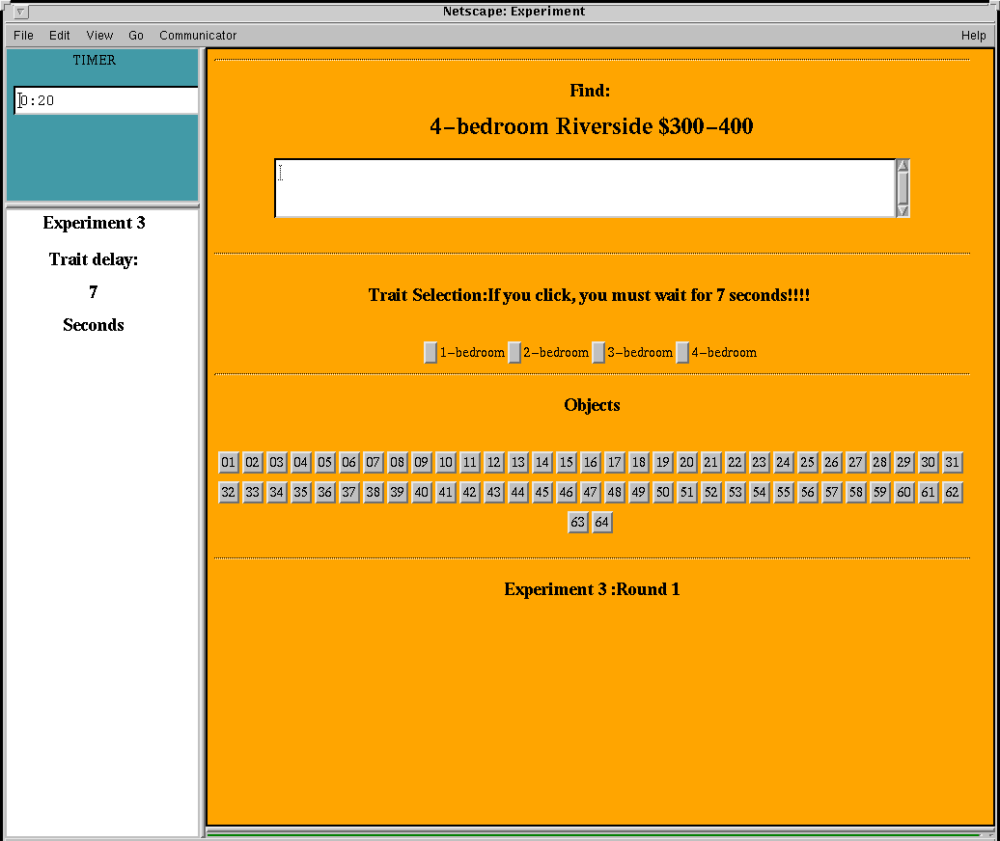 Netscape: Experiment
File Edit View Go Communicator Help
TIMER
0:20
Experiment 3
Trait delay:
7
Seconds
Find:
4-bedroom Riverside $300-400
Trait Selection:If you click, you must wait for 7 seconds!!!!
1-bedroom 2-bedroom 3-bedroom 4-bedroom
Objects
01 02 03 04 05 06 07 08 09 10 11 12 13 14 15 16 17 18 19 20 21 22 23 24 25 26 27 28 29 30 31
32 33 34 35 36 37 38 39 40 41 42 43 44 45 46 47 48 49 50 51 52 53 54 55 56 57 58 59 60 61 62
63 64
Experiment 3 :Round 1